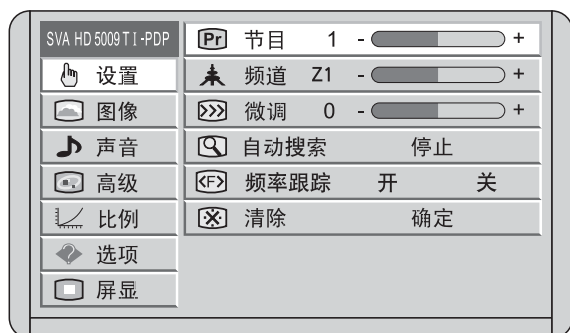 SVA HD 5009 T I -PDP
设置
图像
声音
高级
比例
选项
屏显
Pr 节目 1 - +
频道 Z1 - +
微调 0 - +
自动搜索 停止
<F> 频率跟踪 开 关
清除 确定